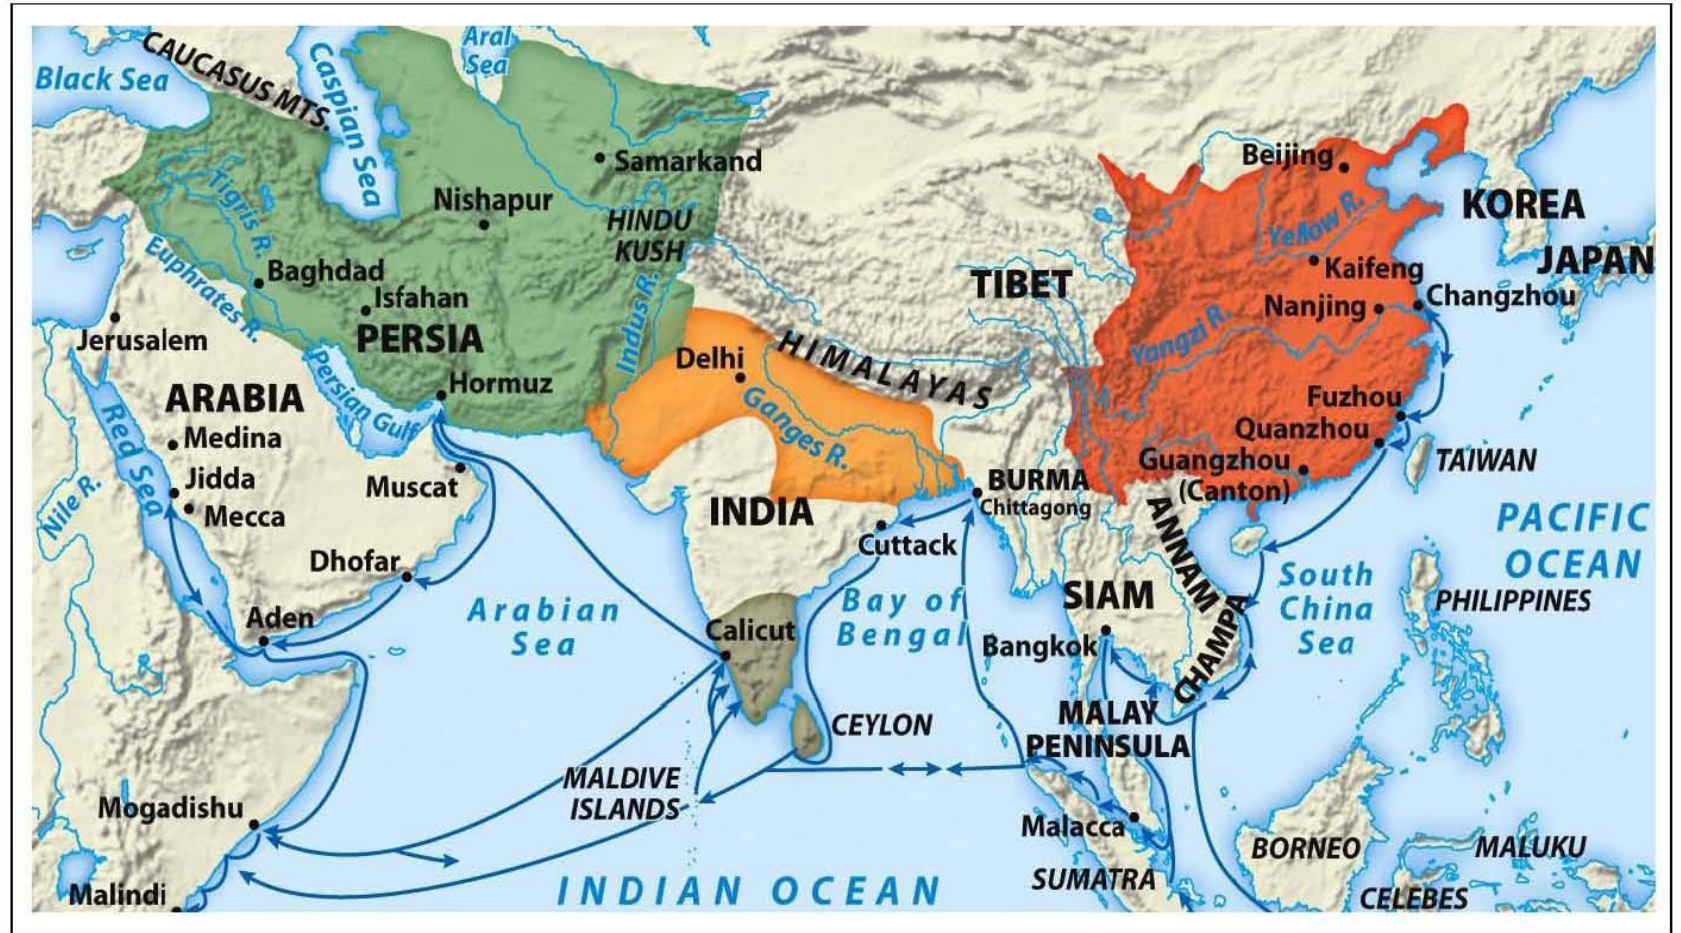 Black Sea
CAUCASUS MTS.
Caspian Sea
Aral
Sea
Samarkand
Nishapur
HINDU
KUSH
Tigris R.
Euphrates R.
Baghdad
Isfahan
PERSIA
Indus R.
Jerusalem
Persian Gulf
Hormuz
ARABIA
Medina
Red Sea
Jidda
Mecca
Muscat
Nile R.
Dhofar
Aden
Arabian
Sea
Mogadishu
Malindi
Delhi
HIMALAYAS
Ganges R.
TIBET
INDIA
Cuttack
Calicut
Bay of
Bengal
CEYLON
MALDIVE
ISLANDS
INDIAN OCEAN
Beijing
Yellow R.
KOREA
JAPAN
Kaifeng
Nanjing
Changzhou
Yangzi R.
Fuzhou
Quanzhou
Guangzhou
(Canton)
TAIWAN
BURMA
Chittagong
ANNAM
SIAM
Bangkok
CHAMPA
South
China
Sea
PACIFIC
OCEAN
PHILIPPINES
MALAY
PENINSULA
Malacca
SUMATRA
BORNEO
MALUKU
CELEBES